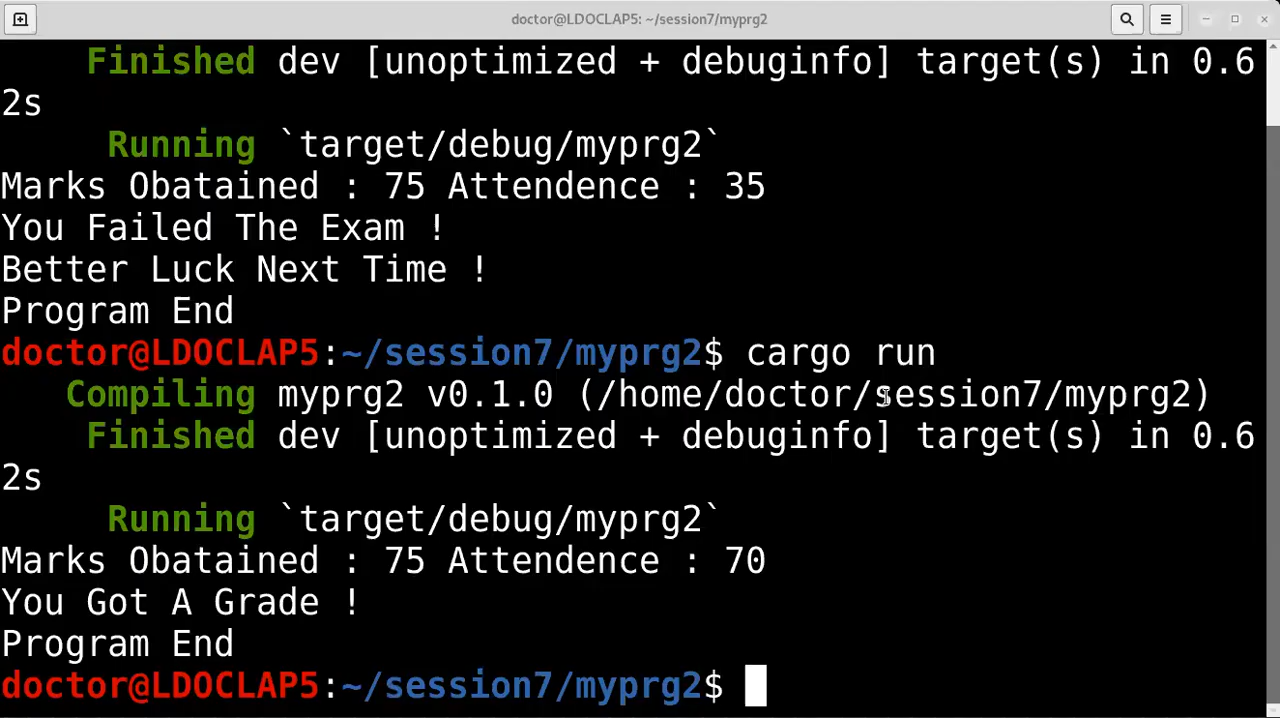 doctor@LDOCLAP5: ~/session7/myprg2
Finished dev [unoptimized + debuginfo] target(s) in 0.6
2s
Running `target/debug/myprg2`
Marks Obatained : 75 Attendence : 35
You Failed The Exam !
Better Luck Next Time !
Program End
doctor@LDOCLAP5:~/session7/myprg2$ cargo run
Compiling myprg2 v0.1.0 (/home/doctor/session7/myprg2)
Finished dev [unoptimized + debuginfo] target(s) in 0.6
2s
Running `target/debug/myprg2`
Marks Obatained : 75 Attendence : 70
You Got A Grade !
Program End
doctor@LDOCLAP5:~/session7/myprg2$